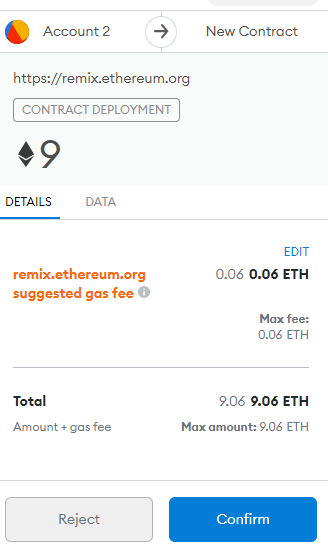 Account 2
New Contract
https://remix.ethereum.org
CONTRACT DEPLOYMENT
9
DETAILS
DATA
EDIT
remix.ethereum.org 0.06 0.06 ETH
suggested gas fee
Max fee:
0.06 ETH
Total 9.06 9.06 ETH
Amount + gas fee Max amount: 9.06 ETH
Reject
Confirm